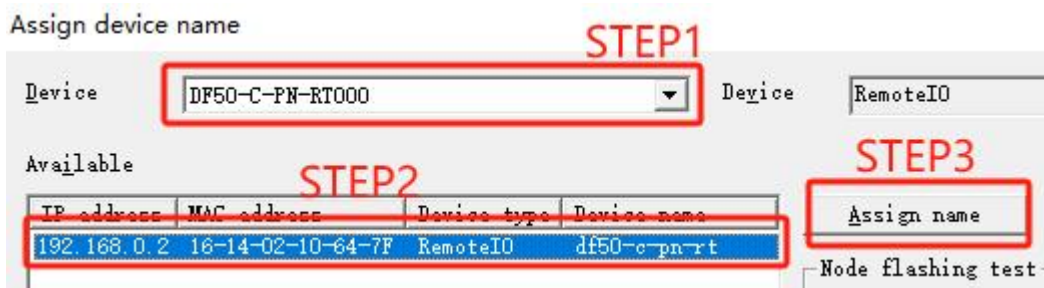 Assign device name
STEP1
Device DF50-C-PN-RT000 Device RemoteIO
Available
STEP2
STEP3
IP address MAC address Device type Device name
Assign name
192.168.0.2 16-14-02-10-64-7F RemoteIO df50-c-pn-rt
Node flashing test